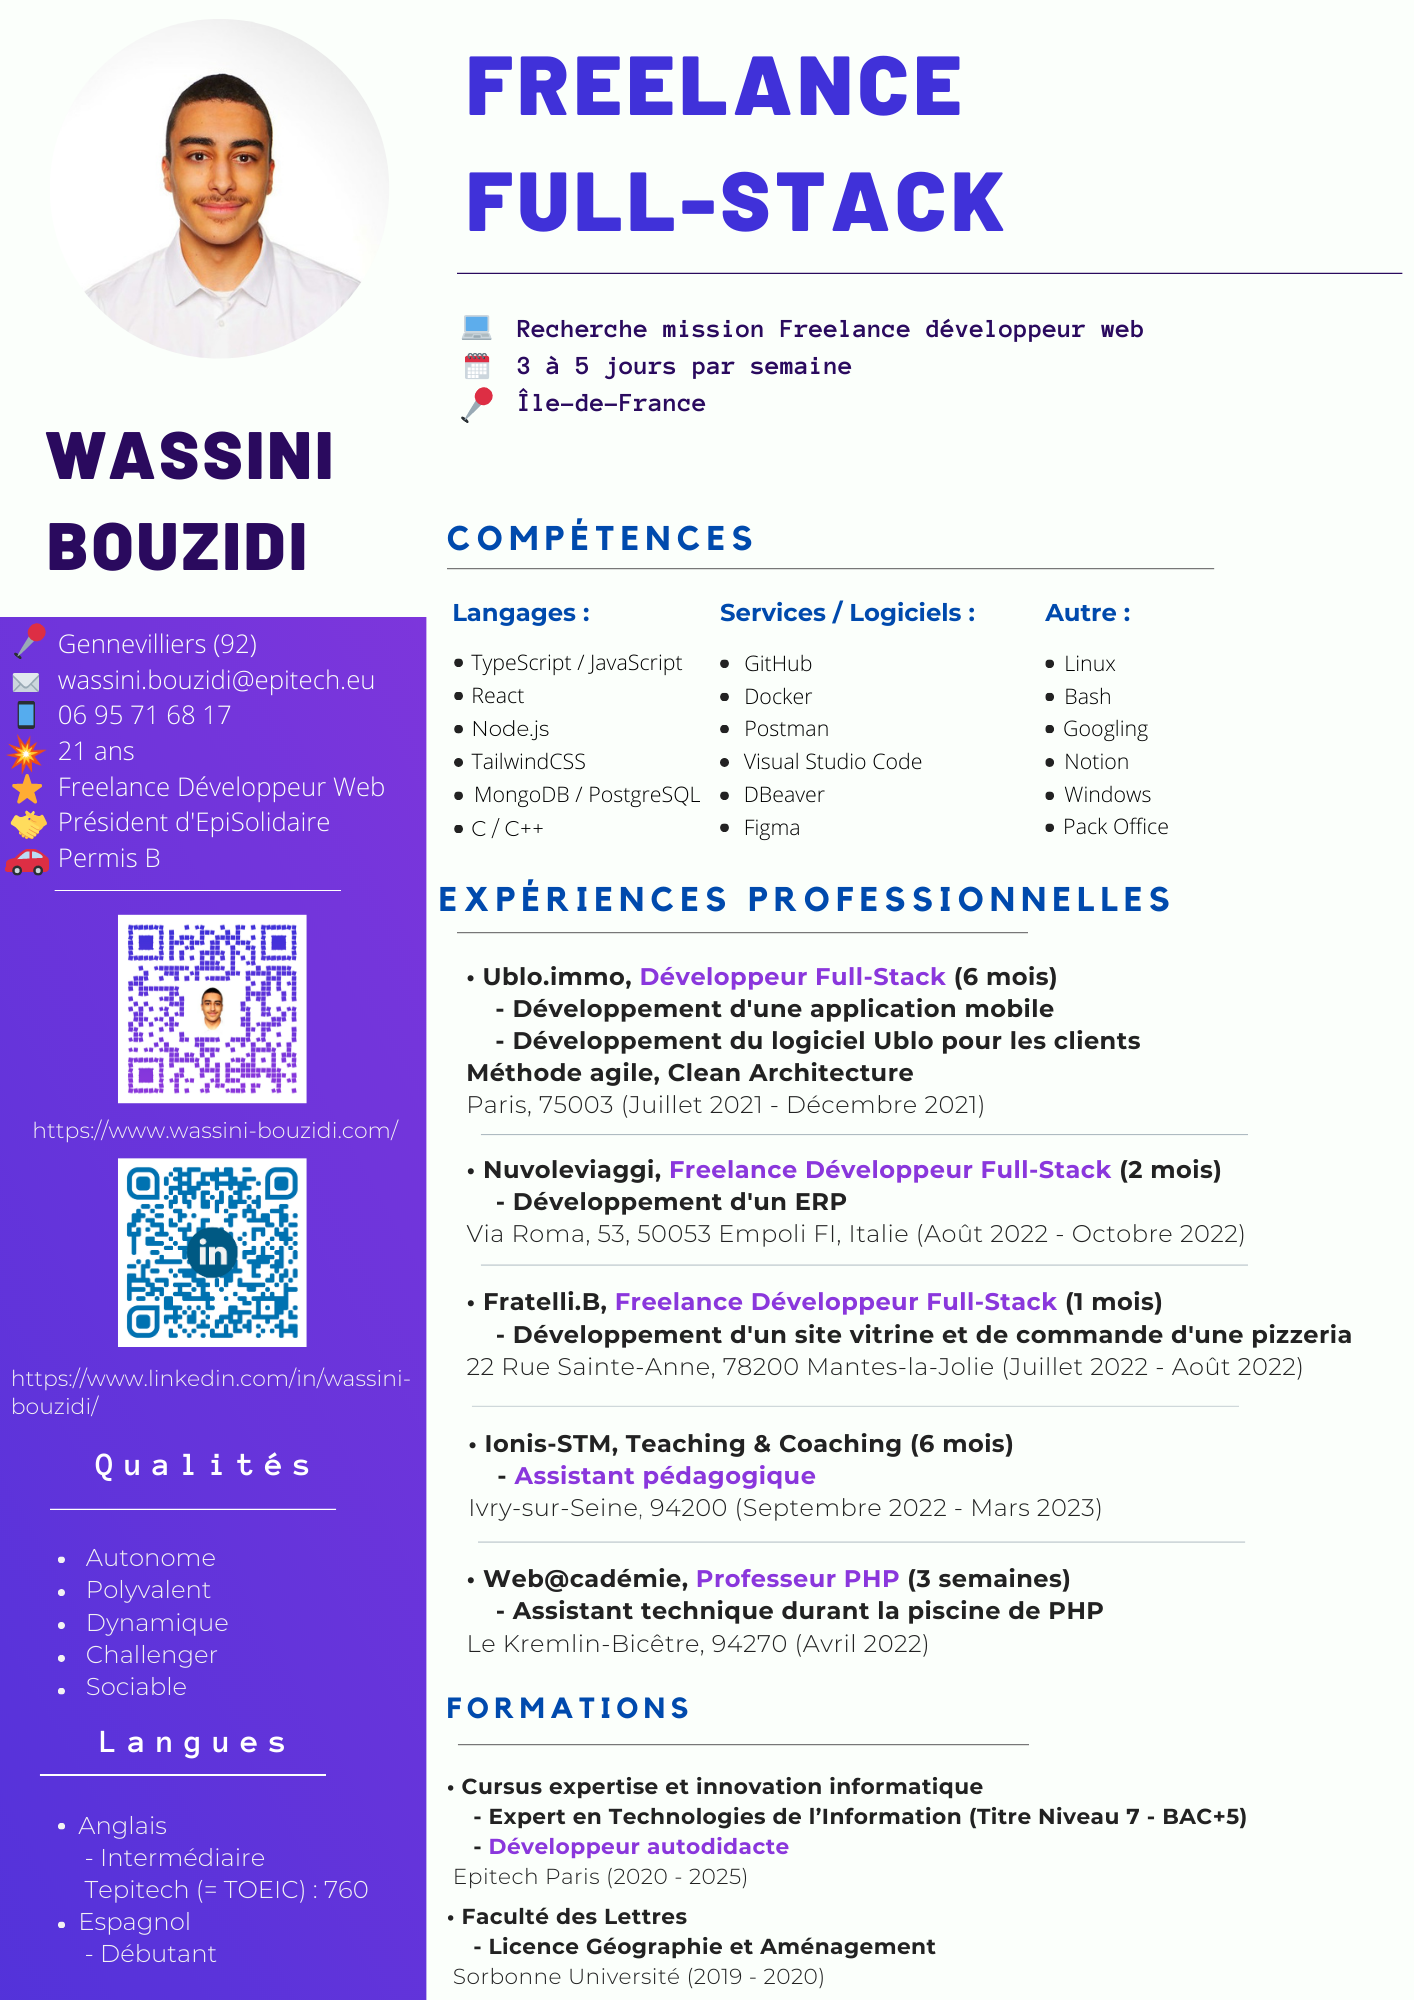 FREELANCE
FULL-STACK
Recherche mission Freelance développeur web
3 à 5 jours par semaine
Île-de-France
WASSINI
BOUZIDI
Gennevilliers (92)
wassini.bouzidi@epitech.eu
06 95 71 68 17
21 ans
Freelance Développeur Web
Président d'EpiSolidaire
Permis B
https://www.wassini-bouzidi.com/
in
https://www.linkedin.com/in/wassini-
bouzidi/
Qualités
• Autonome
• Polyvalent
• Dynamique
• Challenger
• Sociable
Langues
• Anglais
- Intermédiaire
Tepitech (= TOEIC) : 760
• Espagnol
- Débutant
COMPÉTENCES
Langages :
• TypeScript / JavaScript
• React
• Node.js
• TailwindCSS
• MongoDB / PostgreSQL
• C / C++
Services / Logiciels :
• GitHub
• Docker
• Postman
• Visual Studio Code
• DBeaver
• Figma
Autre :
• Linux
• Bash
• Googling
• Notion
• Windows
• Pack Office
EXPÉRIENCES PROFESSIONNELLES
• Ublo.immo, Développeur Full-Stack (6 mois)
- Développement d'une application mobile
- Développement du logiciel Ublo pour les clients
Méthode agile, Clean Architecture
Paris, 75003 (Juillet 2021 - Décembre 2021)
• Nuvoleviaggi, Freelance Développeur Full-Stack (2 mois)
- Développement d'un ERP
Via Roma, 53, 50053 Empoli FI, Italie (Août 2022 - Octobre 2022)
• Fratelli.B, Freelance Développeur Full-Stack (1 mois)
- Développement d'un site vitrine et de commande d'une pizzeria
22 Rue Sainte-Anne, 78200 Mantes-la-Jolie (Juillet 2022 - Août 2022)
• Ionis-STM, Teaching & Coaching (6 mois)
- Assistant pédagogique
Ivry-sur-Seine, 94200 (Septembre 2022 - Mars 2023)
• Web@cadémie, Professeur PHP (3 semaines)
- Assistant technique durant la piscine de PHP
Le Kremlin-Bicêtre, 94270 (Avril 2022)
FORMATIONS
• Cursus expertise et innovation informatique
- Expert en Technologies de l’Information (Titre Niveau 7 - BAC+5)
- Développeur autodidacte
Epitech Paris (2020 - 2025)
• Faculté des Lettres
- Licence Géographie et Aménagement
Sorbonne Université (2019 - 2020)